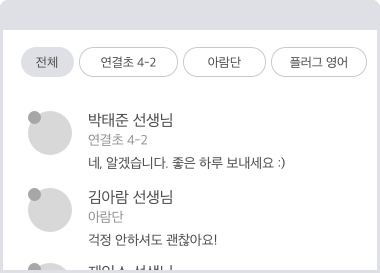 전체 연결초 4-2 아람단 플러그 영어
박태준 선생님
연결초 4-2
네, 알겠습니다. 좋은 하루 보내세요 :)
김아람 선생님
아람단
걱정 안하셔도 괜찮아요!
선생님